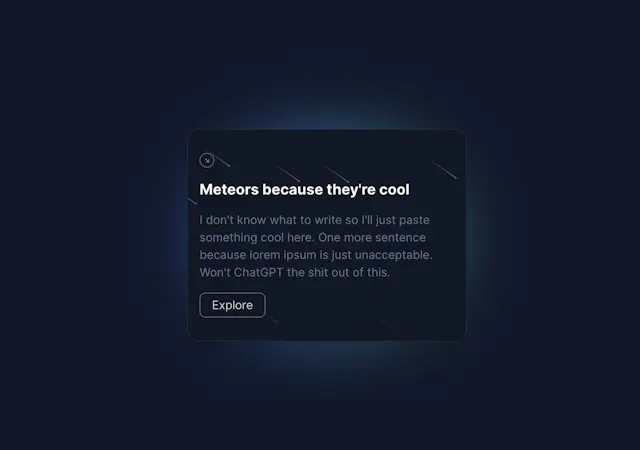 Meteors because they're cool
I don't know what to write so I'll just paste
something cool here. One more sentence
because lorem ipsum is just unacceptable.
Won't ChatGPT the shit out of this.
Explore